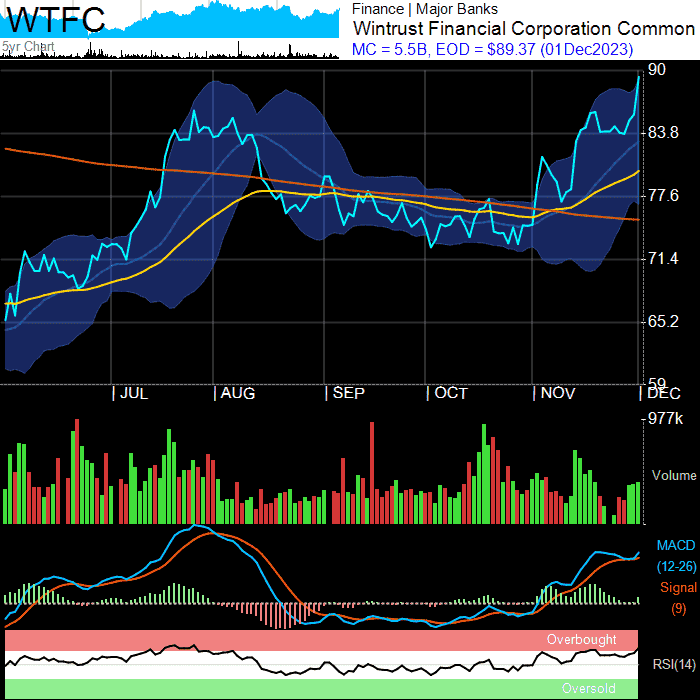 WTFC
5yr Chart
Finance | Major Banks
Wintrust Financial Corporation Common
MC = 5.5B, EOD = $89.37 (01Dec2023)
90
83.8
77.6
71.4
65.2
59
JUL
AUG
SEP
OCT
NOV
DEC
977k
Volume
MACD
(12-26)
Signal
(9)
Overbought
RSI(14)
Oversold